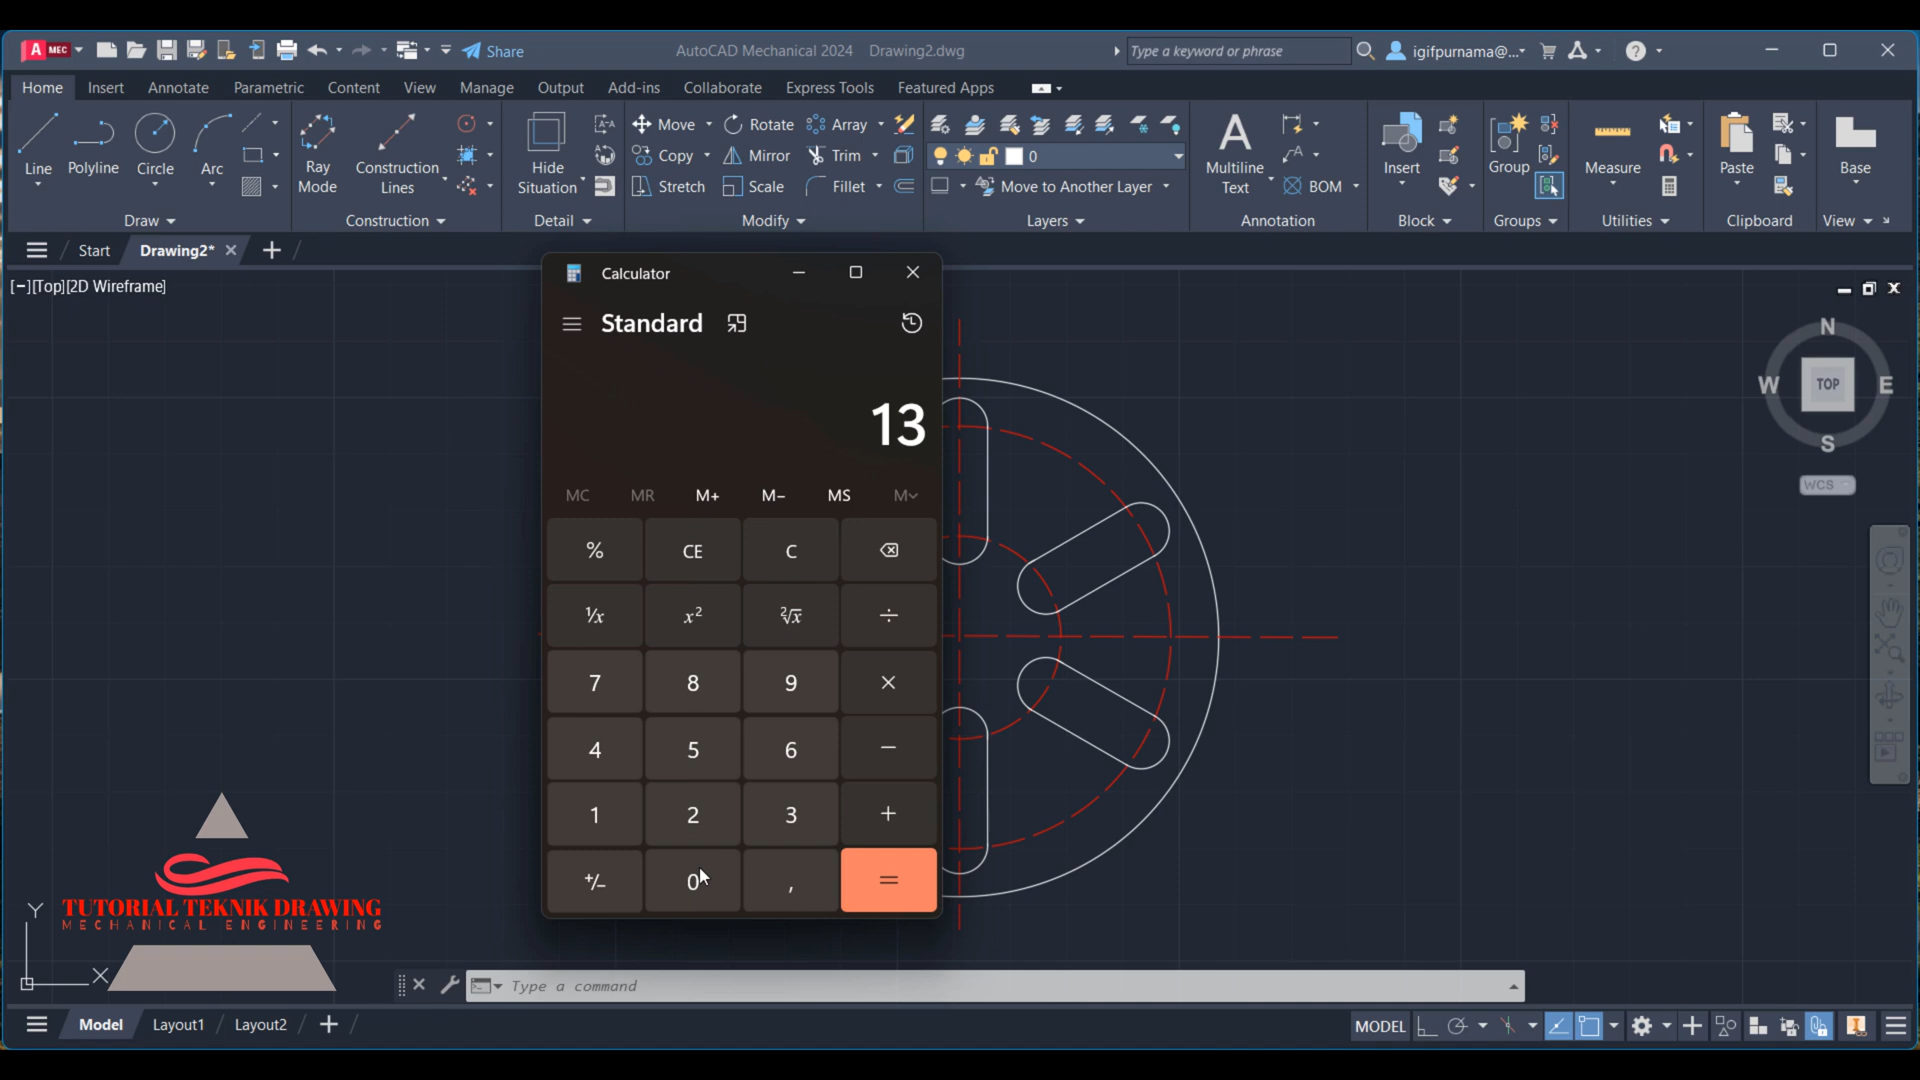 A MEC Share AutoCAD Mechanical 2024 Drawing2.dwg Type a keyword or phrase igifpurnama@... ?
Home Insert Annotate Parametric Content View Manage Output Add-ins Collaborate Express Tools Featured Apps
Line Polyline Circle Arc Ray Mode Construction Lines Hide Situation
Move Rotate Array
Copy Mirror Trim
Stretch Scale Fillet
0
Move to Another Layer
A Multiline Text BOM
Insert Group Measure Paste Base
Draw Construction Detail Modify Layers Annotation Block Groups Utilities Clipboard View
Start Drawing2* X +
[−][Top][2D Wireframe]
Calculator
Standard
13
MC MR M+ M− MS M
% CE C
1/x x² ²√x ÷
7 8 9 ×
4 5 6 −
1 2 3 +
+/− 0 , =
N
W TOP E
S
WCS
TUTORIAL TEKNIK DRAWING
MECHANICAL ENGINEERING
Y
X
Type a command
Model Layout1 Layout2 + MODEL